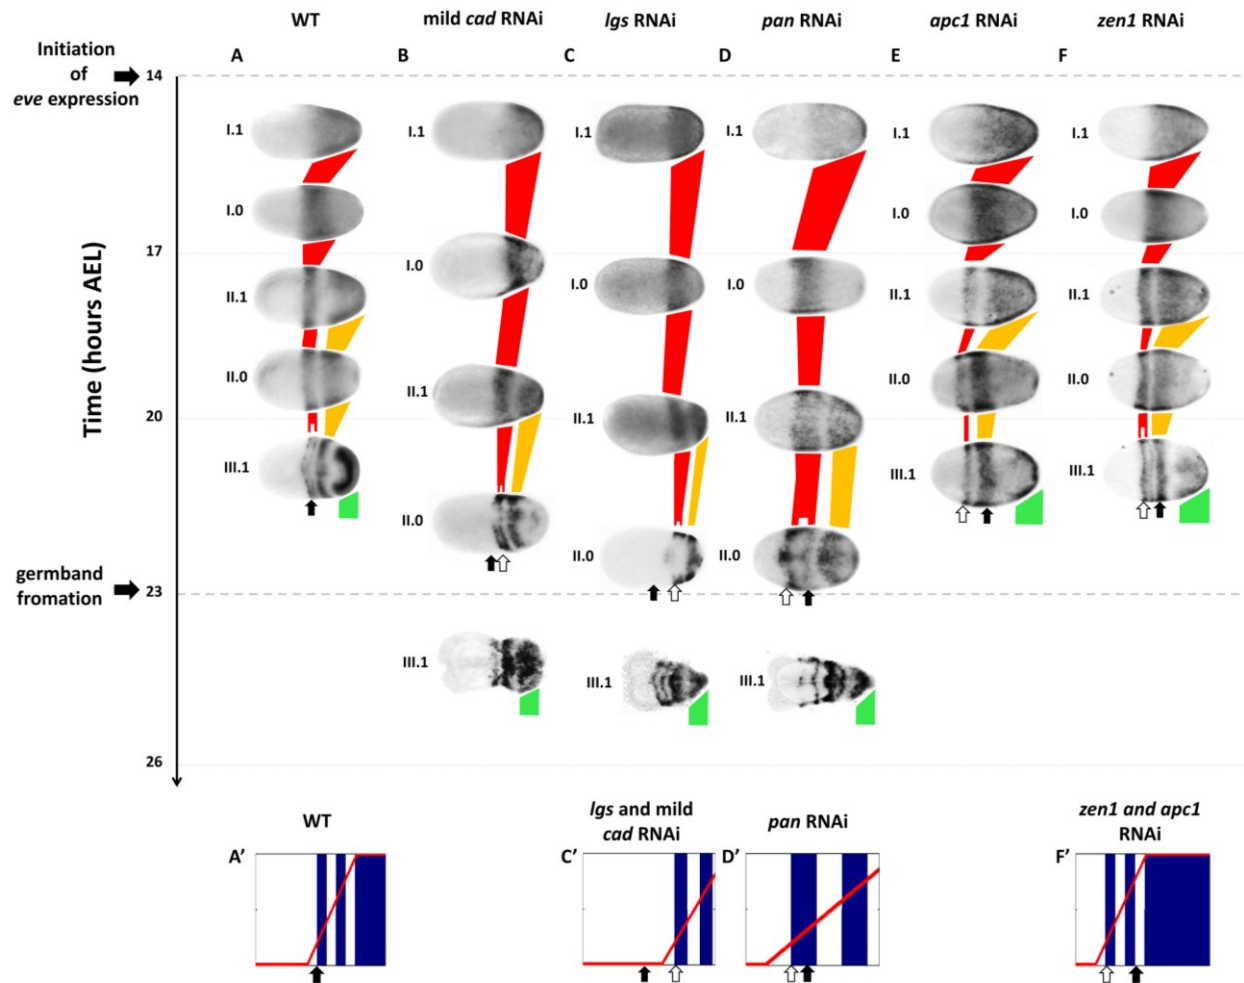 WT
mild cad RNAi
lgs RNAi
pan RNAi
apc1 RNAi
zen1 RNAi
A
B
C
D
E
F
Initiation
of
eve expression
14
I.1
I.1
I.1
I.1
I.1
I.1
I.0
I.0
I.0
I.0
I.0
I.0
17
Time (hours AEL)
II.1
II.1
II.1
II.1
II.1
II.1
II.0
II.0
II.0
20
III.1
II.0
II.0
II.0
III.1
III.1
germband
fromation
23
III.1
III.1
III.1
26
WT
lgs and mild
cad RNAi
pan RNAi
zen1 and apc1
RNAi
A’
C’
D’
F’